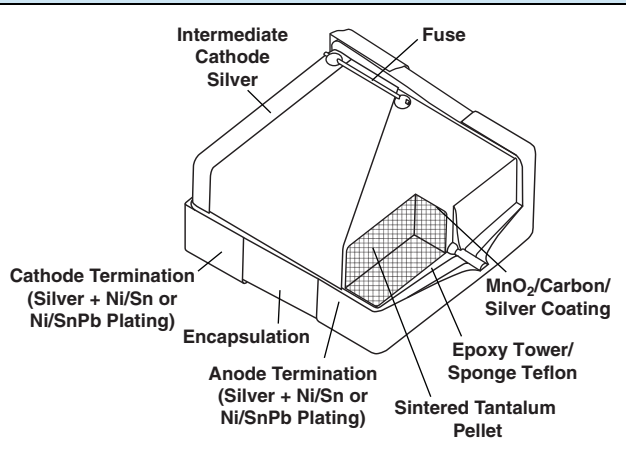 Intermediate
Cathode
Silver
Fuse
Cathode Termination
(Silver + Ni/Sn or
Ni/SnPb Plating)
Encapsulation
Anode Termination
(Silver + Ni/Sn or
Ni/SnPb Plating)
MnO₂/Carbon/
Silver Coating
Epoxy Tower/
Sponge Teflon
Sintered Tantalum
Pellet